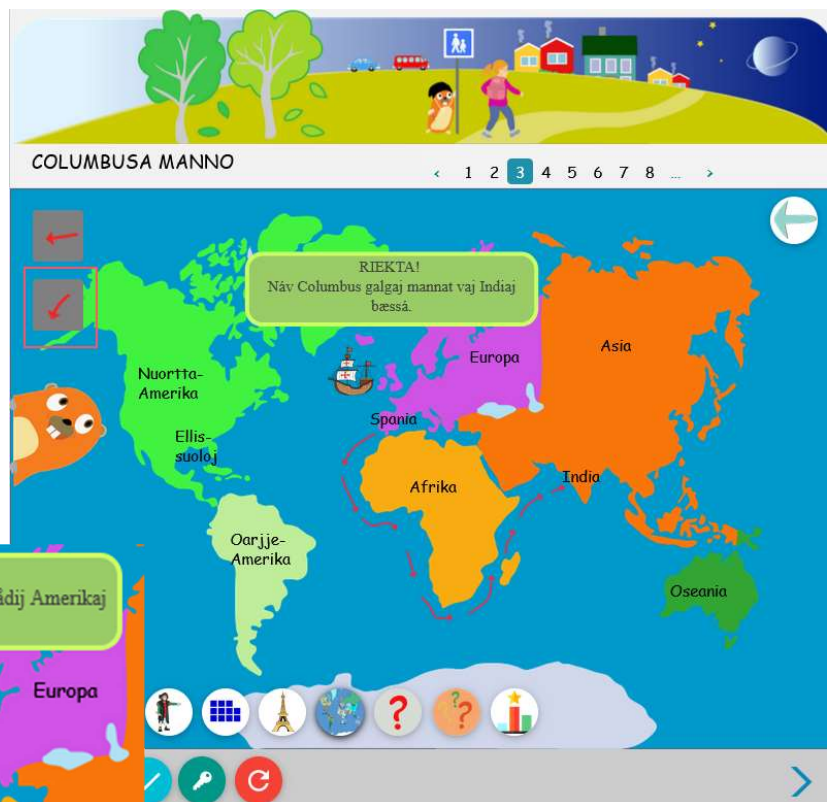 COLUMBUSA MANNO
‹ 1 2 3 4 5 6 7 8 ... ›
RIEKTA!
Náv Columbus galgaj mannat vaj Indiaj
bæssá.
Nuortta-
Amerika
Ellis-
suoloj
Oarjje-
Amerika
Europa
Spania
Afrika
Asia
India
Oseania
? ? ?
Amerikaj
Europa